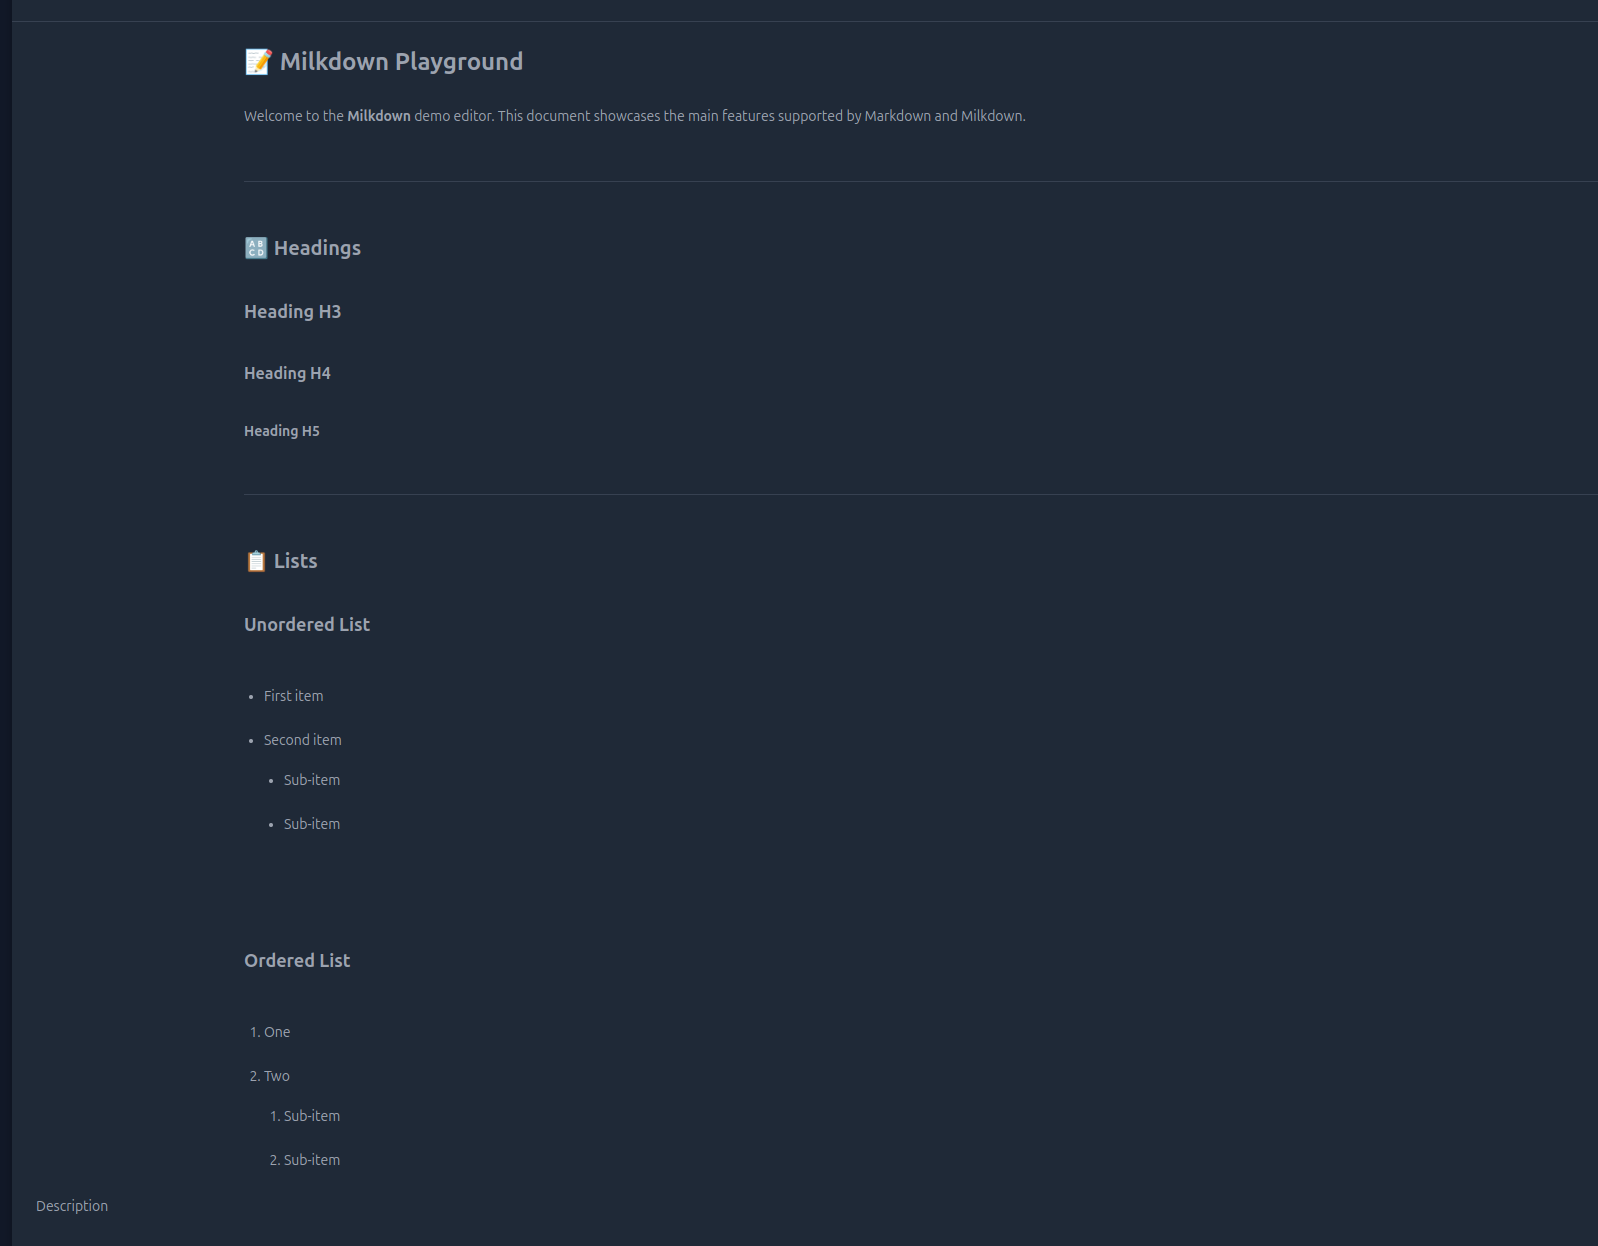 📝 Milkdown Playground
Welcome to the Milkdown demo editor. This document showcases the main features supported by Markdown and Milkdown.
🔠 Headings
Heading H3
Heading H4
Heading H5
📋 Lists
Unordered List
• First item
• Second item
• Sub-item
• Sub-item
Ordered List
1. One
2. Two
1. Sub-item
2. Sub-item
Description